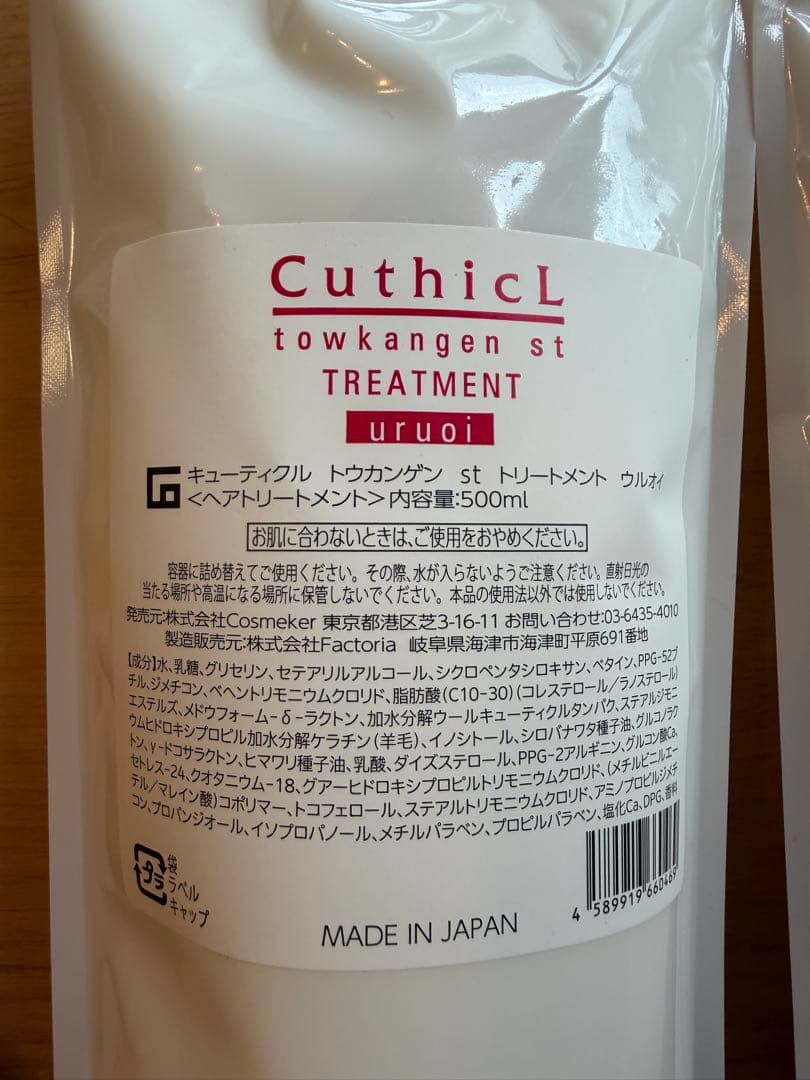 CuthicL
towkangen st
TREATMENT
uruoi
キューティクル トウカンゲン st トリートメント ウルオイ
<ヘアトリートメント>内容量:500ml
お肌に合わないときは、ご使用をおやめください。
容器に詰め替えてご使用ください。その際、水が入らないようご注意ください。直射日光の
当たる場所や高温になる場所に保管しないでください。本品の使用法以外では使用しないでください。
発売元:株式会社Cosmeker 東京都港区芝3-16-11 お問い合わせ:03-6435-4010
製造販売元:株式会社Factoria 岐阜県海津市海津町平原691番地
【成分】水、乳糖、グリセリン、セテアリルアルコール、シクロペンタシロキサン、ベタイン、PPG-52ブ
チル、ジメチコン、ベヘントリモニウムクロリド、脂肪酸(C10-30)(コレステロール/ラノステロール)
エステルズ、メドウフォーム-δ-ラクトン、加水分解ウールキューティクルタンパク、ステアルジモニ
ウムヒドロキシプロピル加水分解ケラチン(羊毛)、イノシトール、シロバナワタ種子油、グルコノラク
トン、γ-ドコサラクトン、ヒマワリ種子油、乳酸、ダイズステロール、PPG-2アルギニン、グルコン酸Ca、
セトレス-24、クオタニウム-18、グアーヒドロキシプロピルトリモニウムクロリド、(メチルビニルエー
テル/マレイン酸)コポリマー、トコフェロール、ステアルトリモニウムクロリド、アミノプロピルジメチ
コン、プロパンジオール、イソプロパノール、メチルパラベン、プロピルパラベン、塩化Ca、DPG、香料
プラ
袋
ラベル
キャップ
4 589919 660469
MADE IN JAPAN